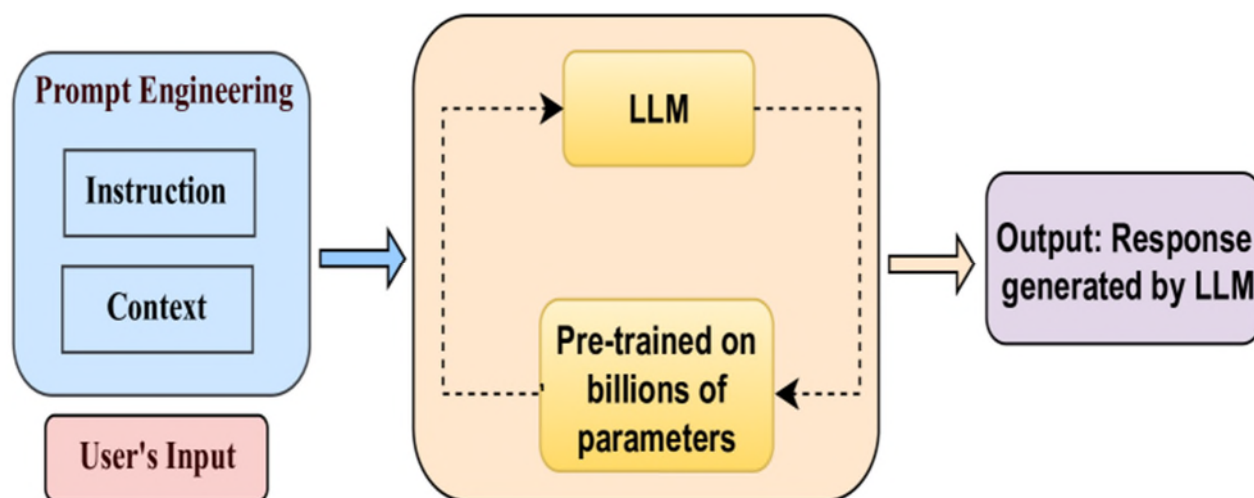 Prompt Engineering
Instruction
Context
User's Input
LLM
Pre-trained on
billions of
parameters
Output: Response
generated by LLM